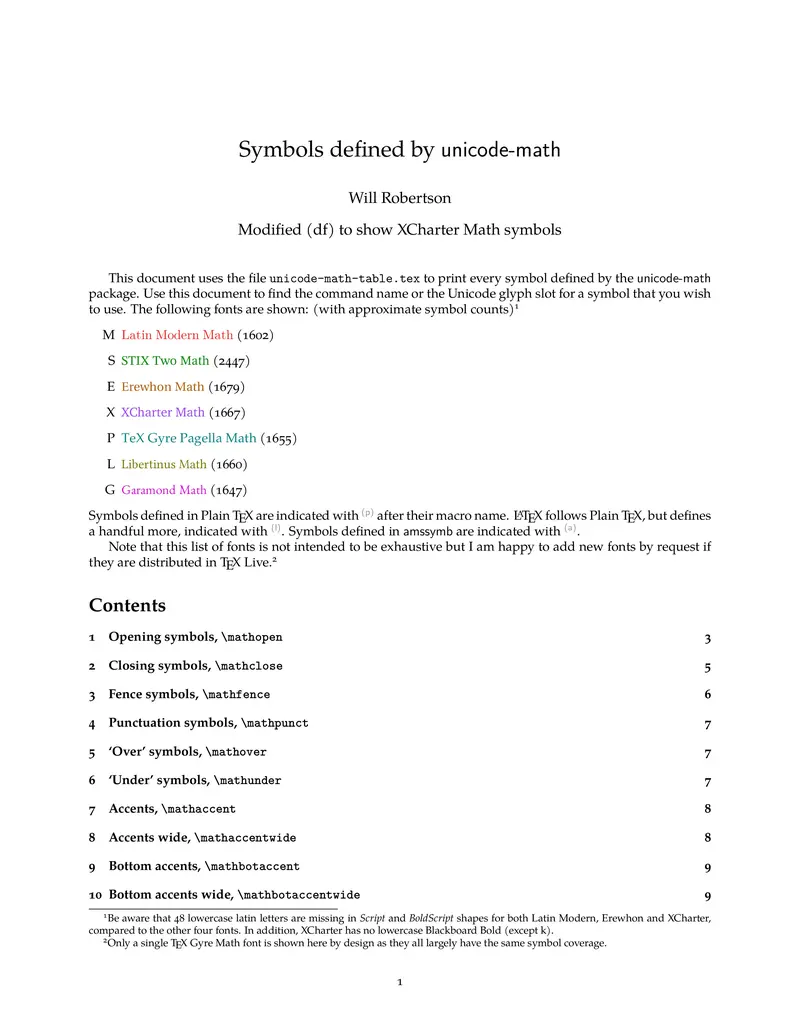 Symbols defined by unicode-math
Will Robertson
Modified (df) to show XCharter Math symbols
This document uses the file unicode-math-table.tex to print every symbol defined by the unicode-math
package. Use this document to find the command name or the Unicode glyph slot for a symbol that you wish
to use. The following fonts are shown: (with approximate symbol counts)¹
M Latin Modern Math (1602)
S STIX Two Math (2447)
E Erewhon Math (1679)
X XCharter Math (1667)
P TeX Gyre Pagella Math (1655)
L Libertinus Math (1660)
G Garamond Math (1647)
Symbols defined in Plain TEX are indicated with (p) after their macro name. LATEX follows Plain TEX, but defines
a handful more, indicated with (l). Symbols defined in amssymb are indicated with (a).
Note that this list of fonts is not intended to be exhaustive but I am happy to add new fonts by request if
they are distributed in TEX Live.²
Contents
1 Opening symbols, \mathopen 3
2 Closing symbols, \mathclose 5
3 Fence symbols, \mathfence 6
4 Punctuation symbols, \mathpunct 7
5 ‘Over’ symbols, \mathover 7
6 ‘Under’ symbols, \mathunder 7
7 Accents, \mathaccent 8
8 Accents wide, \mathaccentwide 8
9 Bottom accents, \mathbotaccent 9
10 Bottom accents wide, \mathbotaccentwide 9
¹Be aware that 48 lowercase latin letters are missing in Script and BoldScript shapes for both Latin Modern, Erewhon and XCharter,
compared to the other four fonts. In addition, XCharter has no lowercase Blackboard Bold (except k).
²Only a single TEX Gyre Math font is shown here by design as they all largely have the same symbol coverage.
1